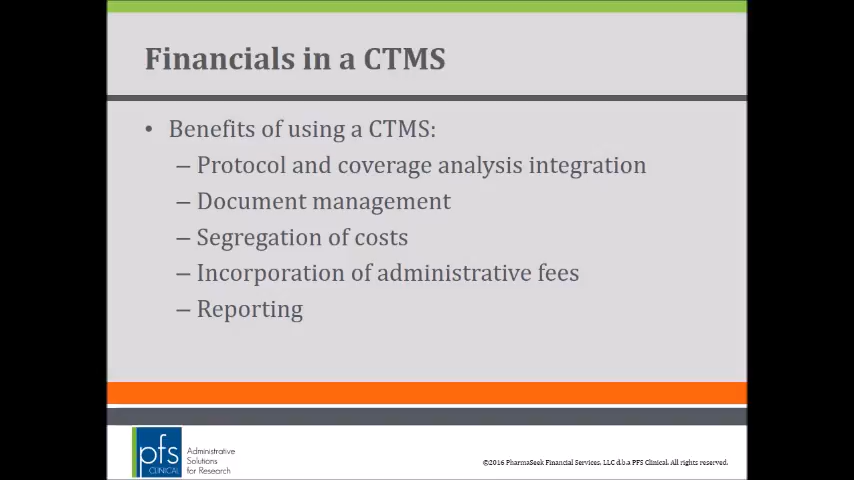 Financials in a CTMS
• Benefits of using a CTMS:
– Protocol and coverage analysis integration
– Document management
– Segregation of costs
– Incorporation of administrative fees
– Reporting
pfs
CLINICAL
Administrative
Solutions
for Research
©2016 PharmaSeek Financial Services, LLC d.b.a PFS Clinical. All rights reserved.